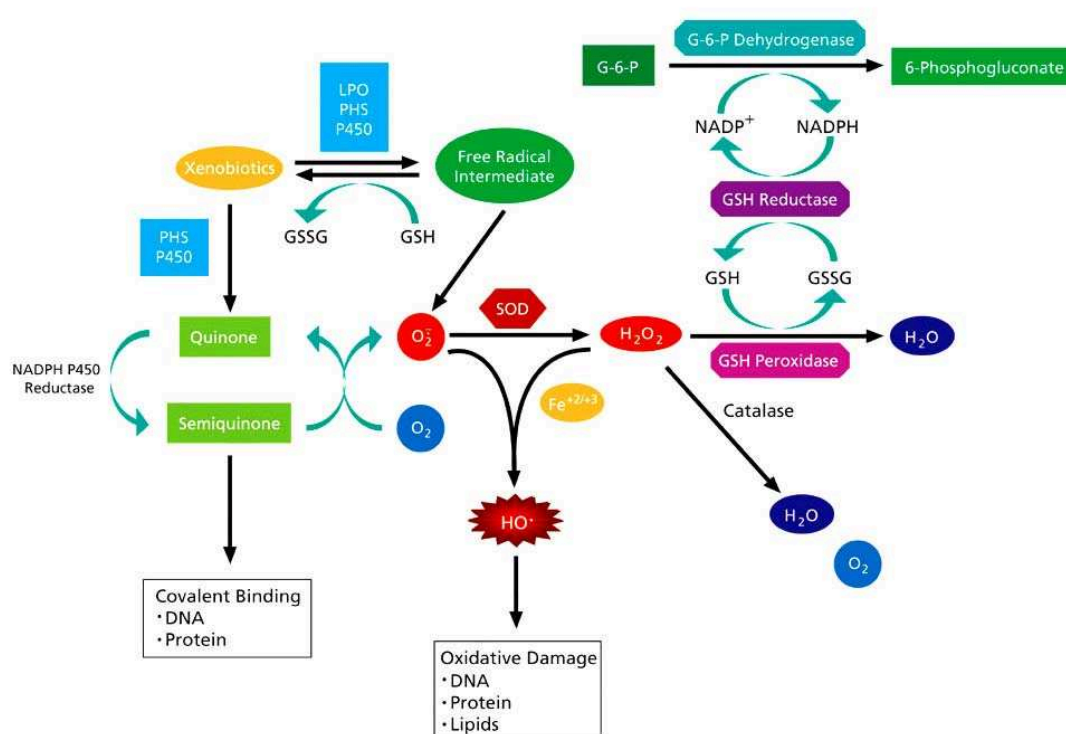 G-6-P Dehydrogenase
G-6-P
6-Phosphogluconate
NADP⁺
NADPH
GSH Reductase
GSH
GSSG
LPO
PHS
P450
Xenobiotics
Free Radical
Intermediate
GSSG
GSH
PHS
P450
Quinone
NADPH P450
Reductase
Semiquinone
O₂⁻
O₂
SOD
H₂O₂
GSH Peroxidase
H₂O
Fe⁺²/⁺³
Catalase
HO•
H₂O
O₂
Covalent Binding
· DNA
· Protein
Oxidative Damage
· DNA
· Protein
· Lipids